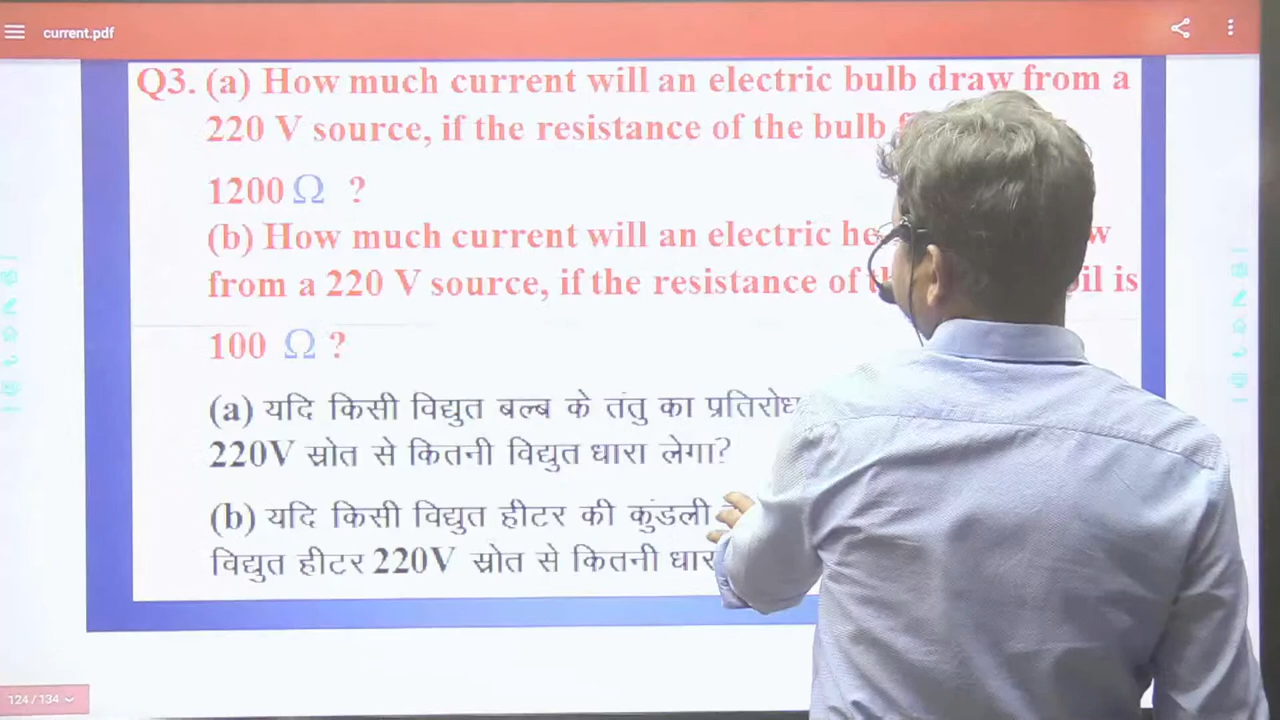 current.pdf
Q3. (a) How much current will an electric bulb draw from a
220 V source, if the resistance of the bulb
1200 Ω ?
(b) How much current will an electric
from a 220 V source, if the resistance of is
100 Ω ?
(a) यदि किसी विद्युत बल्ब के तंतु का प्रतिरोध
220V स्रोत से कितनी विद्युत धारा लेगा?
(b) यदि किसी विद्युत हीटर की कुंडली
विद्युत हीटर 220V स्रोत से कितनी
124 / 134